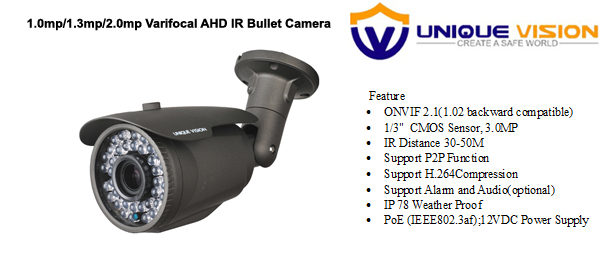 1.0mp/1.3mp/2.0mp Varifocal AHD IR Bullet Camera
UNIQUE VISION
CREATE A SAFE WORLD
UNIQUE VISION
Feature
• ONVIF 2.1(1.02 backward compatible)
• 1/3" CMOS Sensor, 3.0MP
• IR Distance 30-50M
• Support P2P Function
• Support H.264Compression
• Support Alarm and Audio(optional)
• IP 78 Weather Proof
• PoE (IEEE802.3af);12VDC Power Supply